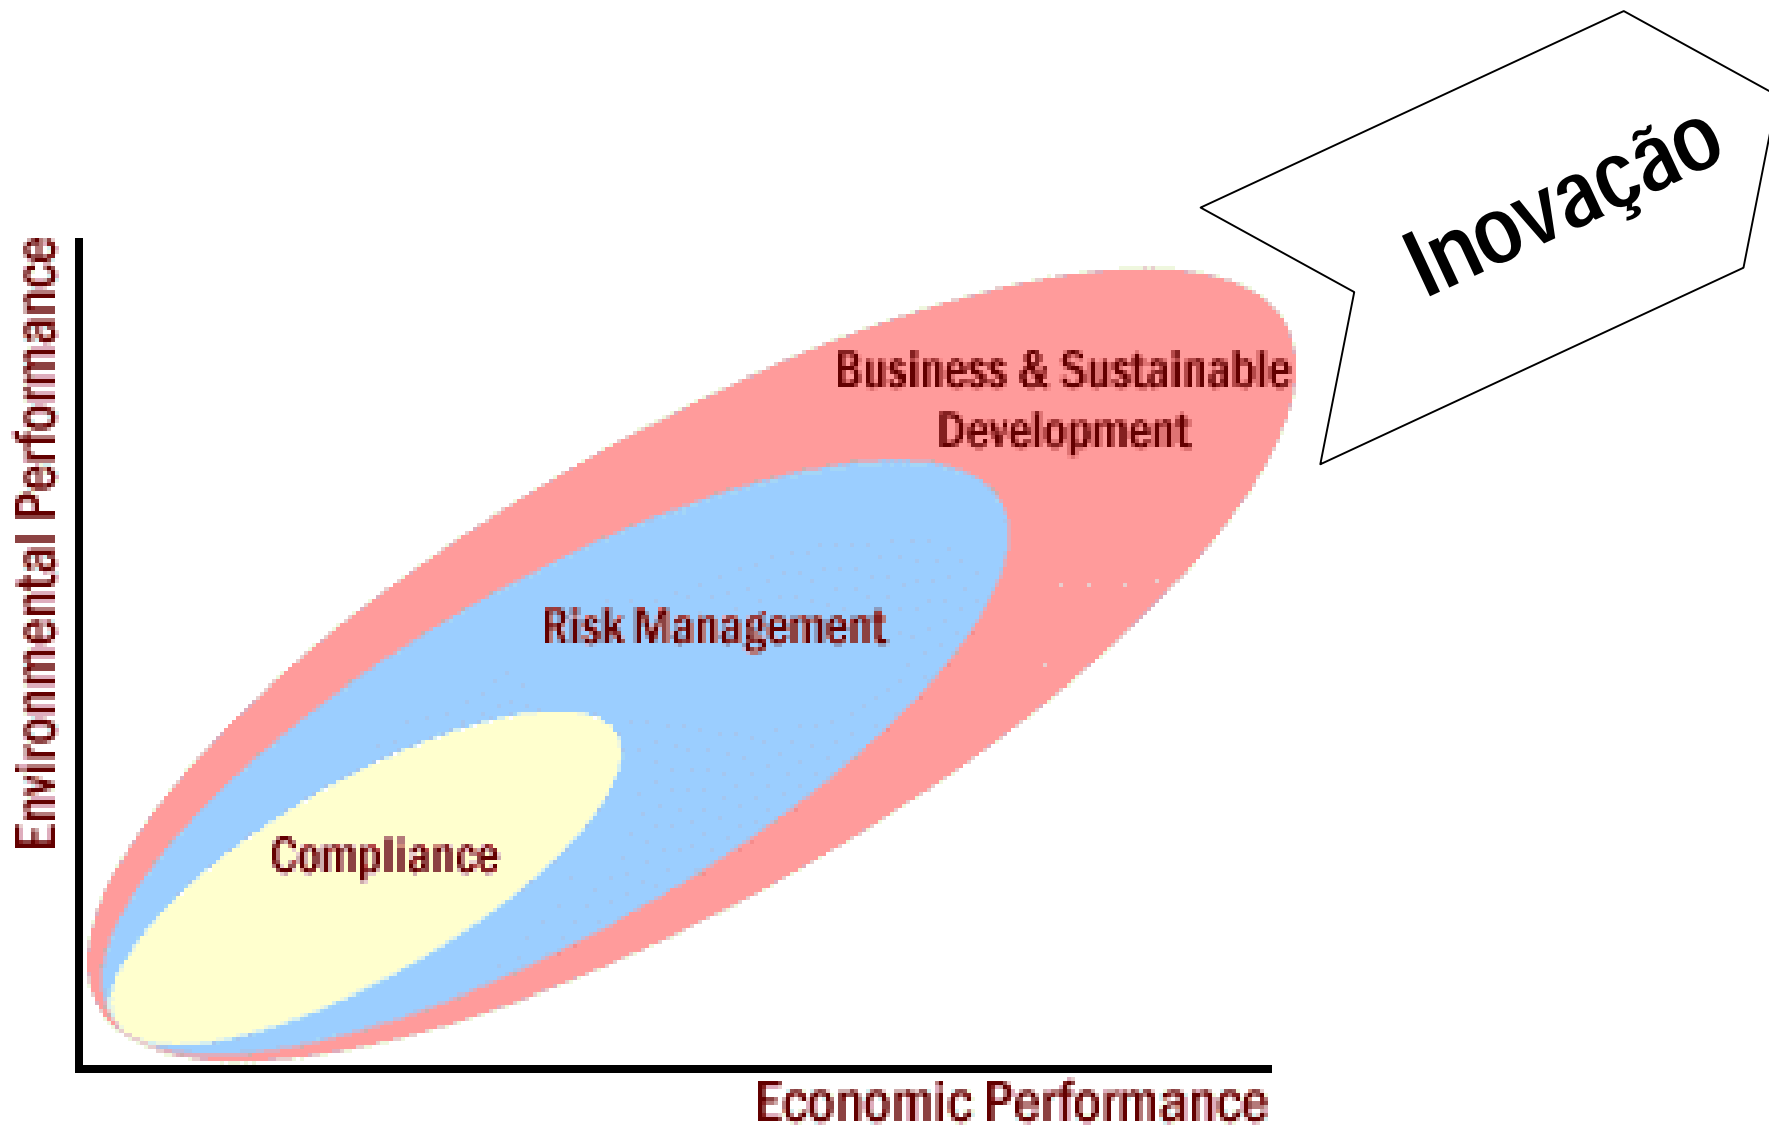 Inovação
Environmental Performance
Business & Sustainable
Development
Risk Management
Compliance
Economic Performance